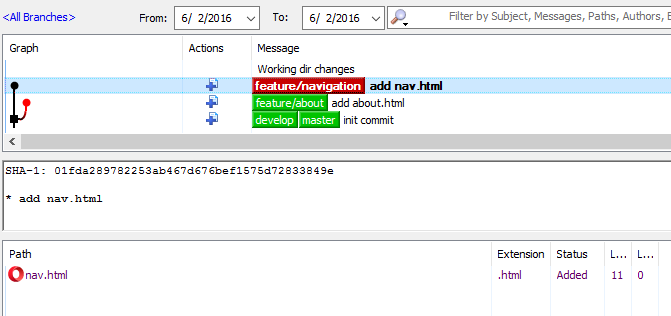 <All Branches> From: 6/ 2/2016 To: 6/ 2/2016 Filter by Subject, Messages, Paths, Authors,
Graph Actions Message
Working dir changes
feature/navigation add nav.html
feature/about add about.html
develop master init commit
SHA-1: 01fda289782253ab467d676bef1575d72833849e
* add nav.html
Path Extension Status L... L...
nav.html .html Added 11 0